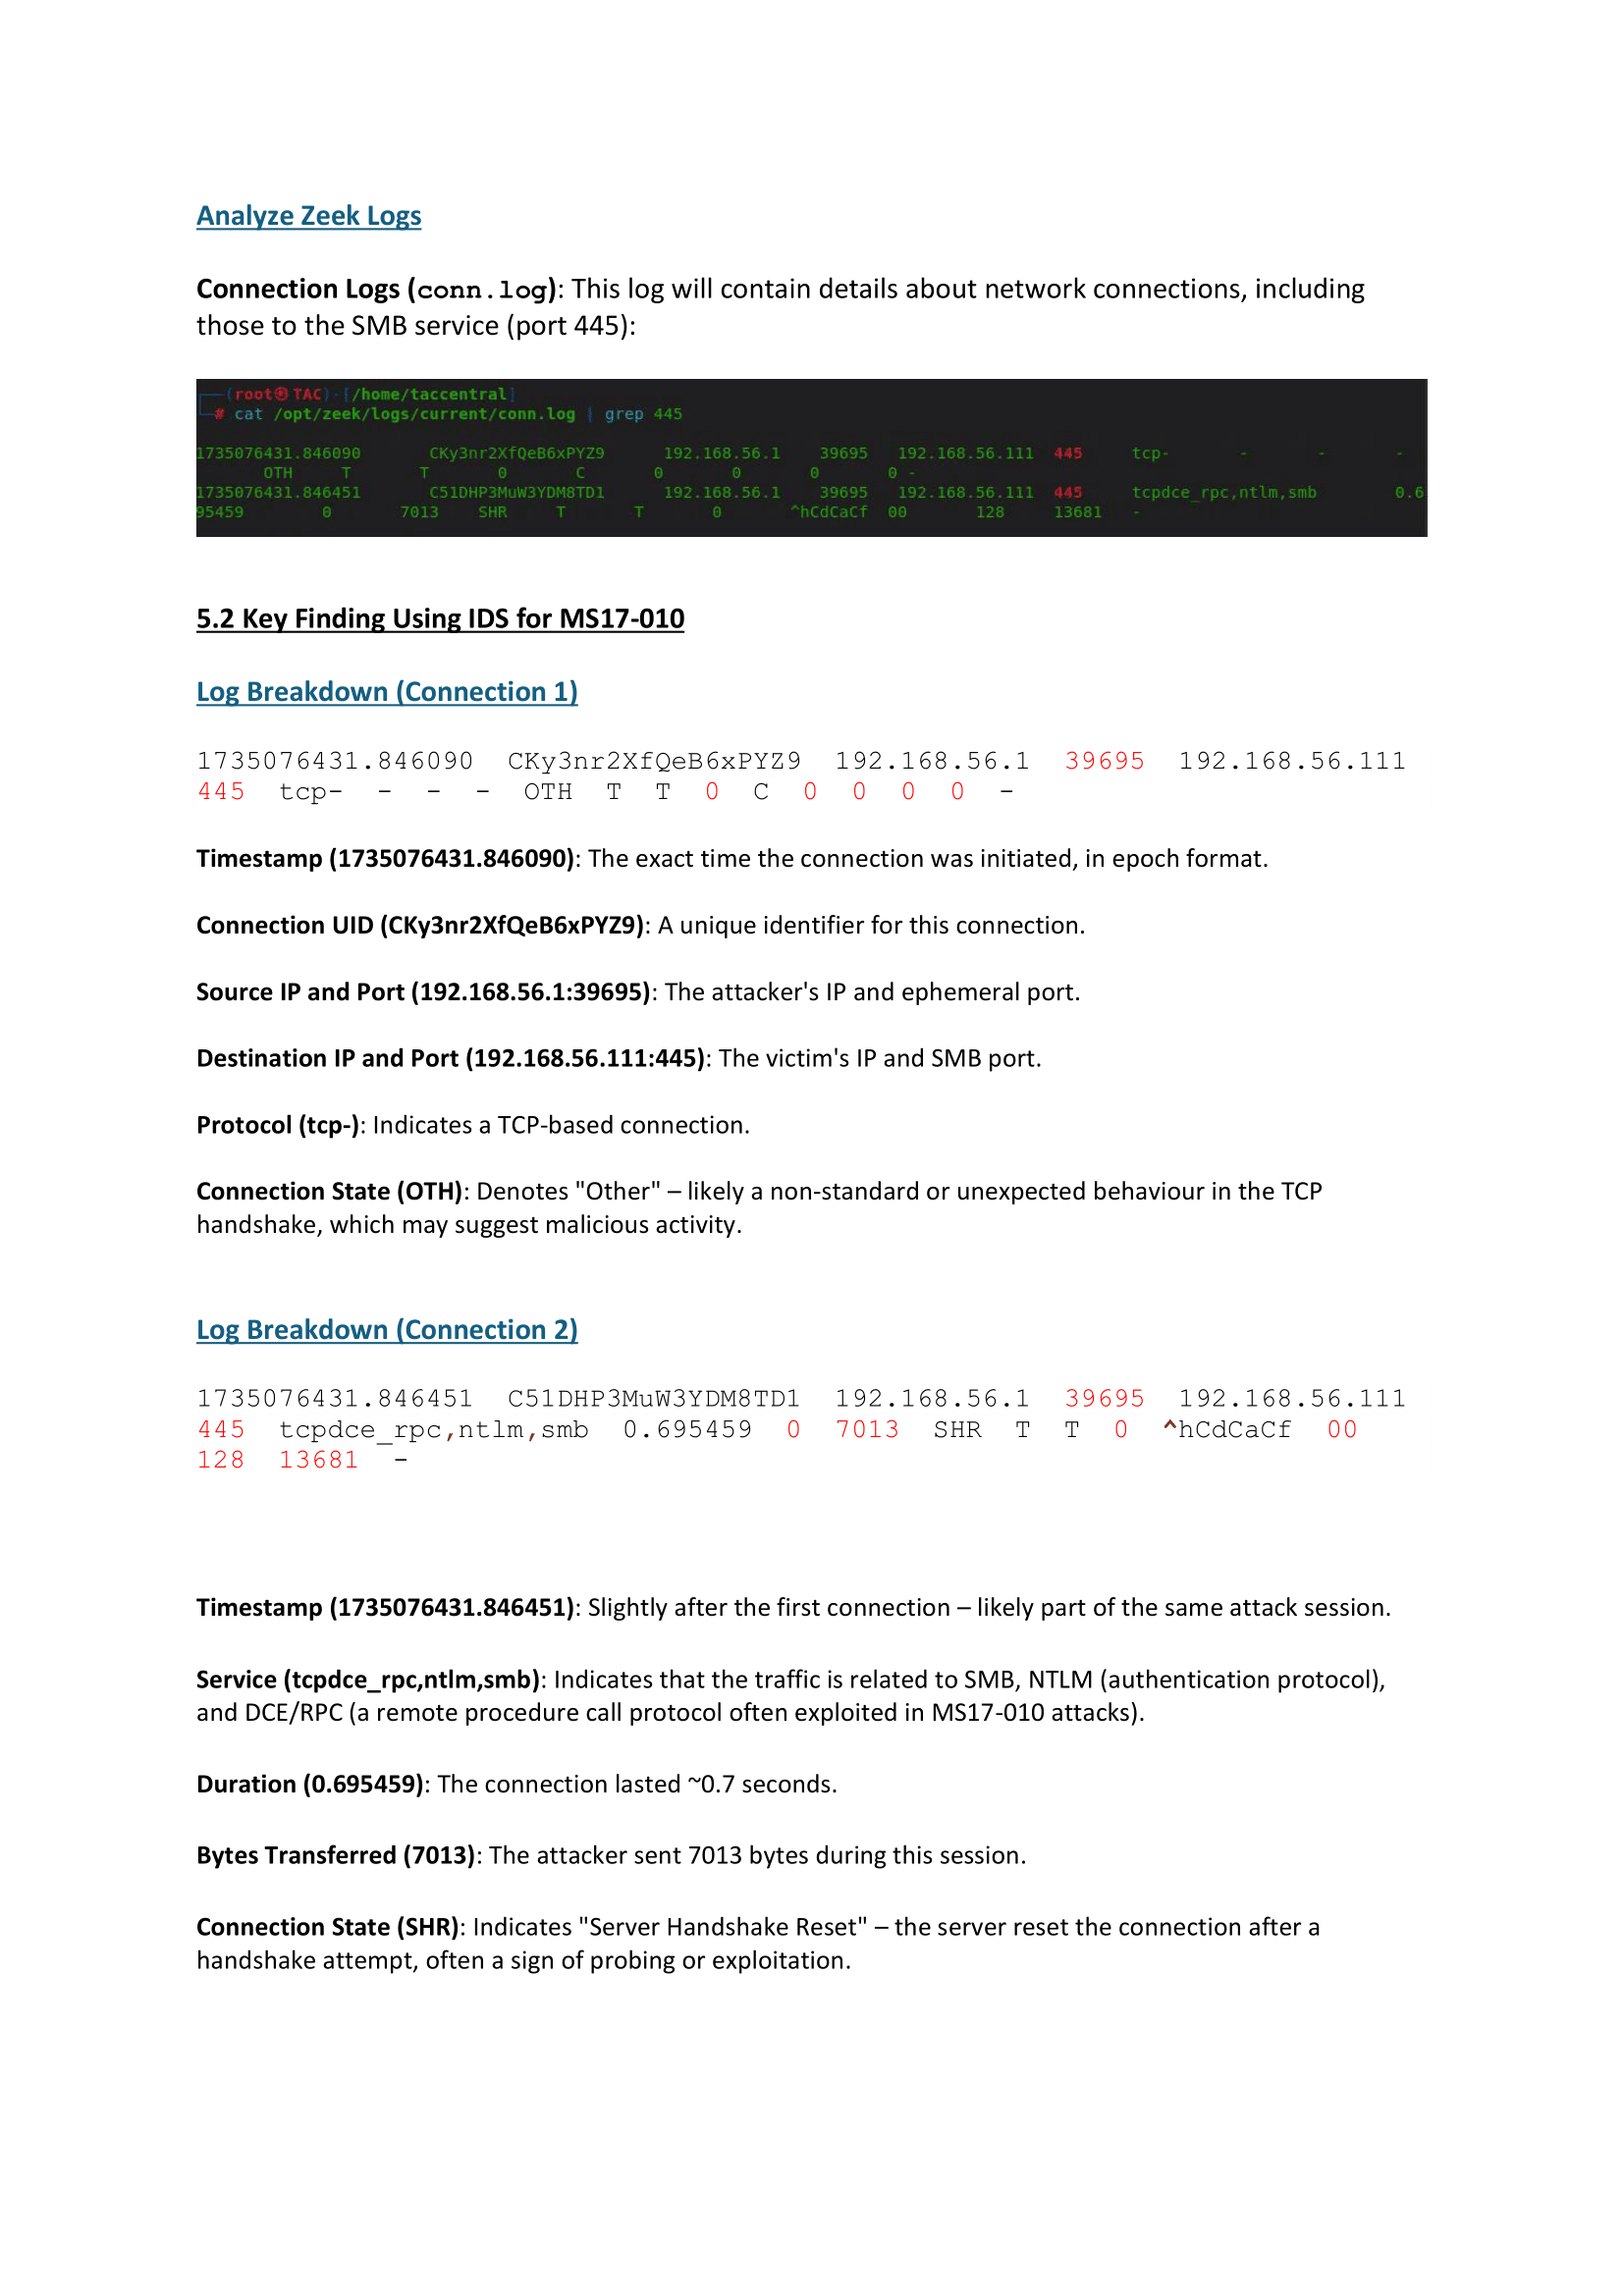 Analyze Zeek Logs
Connection Logs (conn.log): This log will contain details about network connections, including
those to the SMB service (port 445):
┌──(root㉿TAC)-[/home/taccentral]
└─# cat /opt/zeek/logs/current/conn.log | grep 445
1735076431.846090 CKy3nr2XfQeB6xPYZ9 192.168.56.1 39695 192.168.56.111 445 tcp- - - -
OTH T T 0 C 0 0 0 0 -
1735076431.846451 C51DHP3MuW3YDM8TD1 192.168.56.1 39695 192.168.56.111 445 tcpdce_rpc,ntlm,smb 0.6
95459 0 7013 SHR T T 0 ^hCdCaCf 00 128 13681 -
5.2 Key Finding Using IDS for MS17-010
Log Breakdown (Connection 1)
1735076431.846090 CKy3nr2XfQeB6xPYZ9 192.168.56.1 39695 192.168.56.111
445 tcp- - - - OTH T T 0 C 0 0 0 0 -
Timestamp (1735076431.846090): The exact time the connection was initiated, in epoch format.
Connection UID (CKy3nr2XfQeB6xPYZ9): A unique identifier for this connection.
Source IP and Port (192.168.56.1:39695): The attacker's IP and ephemeral port.
Destination IP and Port (192.168.56.111:445): The victim's IP and SMB port.
Protocol (tcp-): Indicates a TCP-based connection.
Connection State (OTH): Denotes "Other" – likely a non-standard or unexpected behaviour in the TCP
handshake, which may suggest malicious activity.
Log Breakdown (Connection 2)
1735076431.846451 C51DHP3MuW3YDM8TD1 192.168.56.1 39695 192.168.56.111
445 tcpdce_rpc,ntlm,smb 0.695459 0 7013 SHR T T 0 ^hCdCaCf 00
128 13681 -
Timestamp (1735076431.846451): Slightly after the first connection – likely part of the same attack session.
Service (tcpdce_rpc,ntlm,smb): Indicates that the traffic is related to SMB, NTLM (authentication protocol),
and DCE/RPC (a remote procedure call protocol often exploited in MS17-010 attacks).
Duration (0.695459): The connection lasted ~0.7 seconds.
Bytes Transferred (7013): The attacker sent 7013 bytes during this session.
Connection State (SHR): Indicates "Server Handshake Reset" – the server reset the connection after a
handshake attempt, often a sign of probing or exploitation.